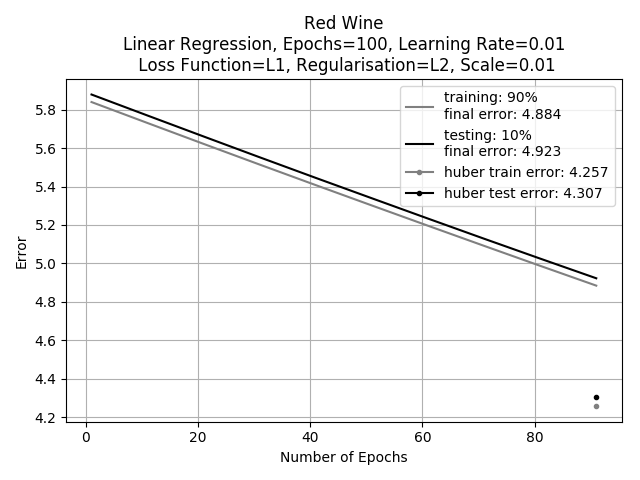 Red Wine
Linear Regression, Epochs=100, Learning Rate=0.01
Loss Function=L1, Regularisation=L2, Scale=0.01
training: 90%
final error: 4.884
testing: 10%
final error: 4.923
huber train error: 4.257
huber test error: 4.307
Error
5.8
5.6
5.4
5.2
5.0
4.8
4.6
4.4
4.2
0 20 40 60 80
Number of Epochs